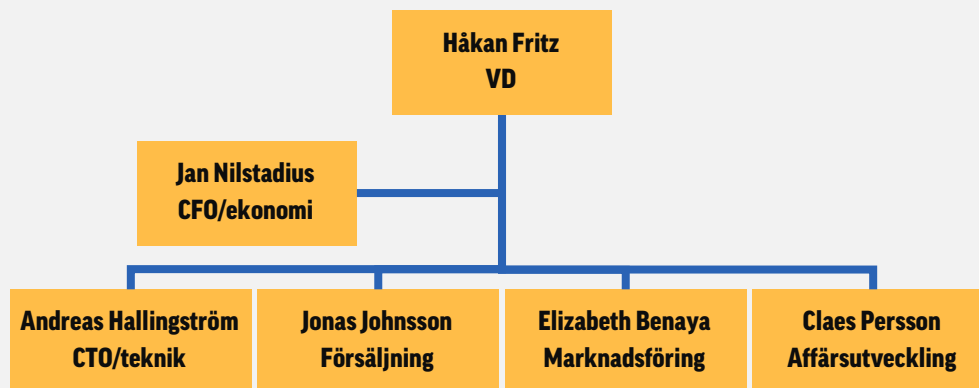 Håkan Fritz
VD
Jan Nilstadius
CFO/ekonomi
Andreas Hallingström
CTO/teknik
Jonas Johnsson
Försäljning
Elizabeth Benaya
Marknadsföring
Claes Persson
Affärsutveckling